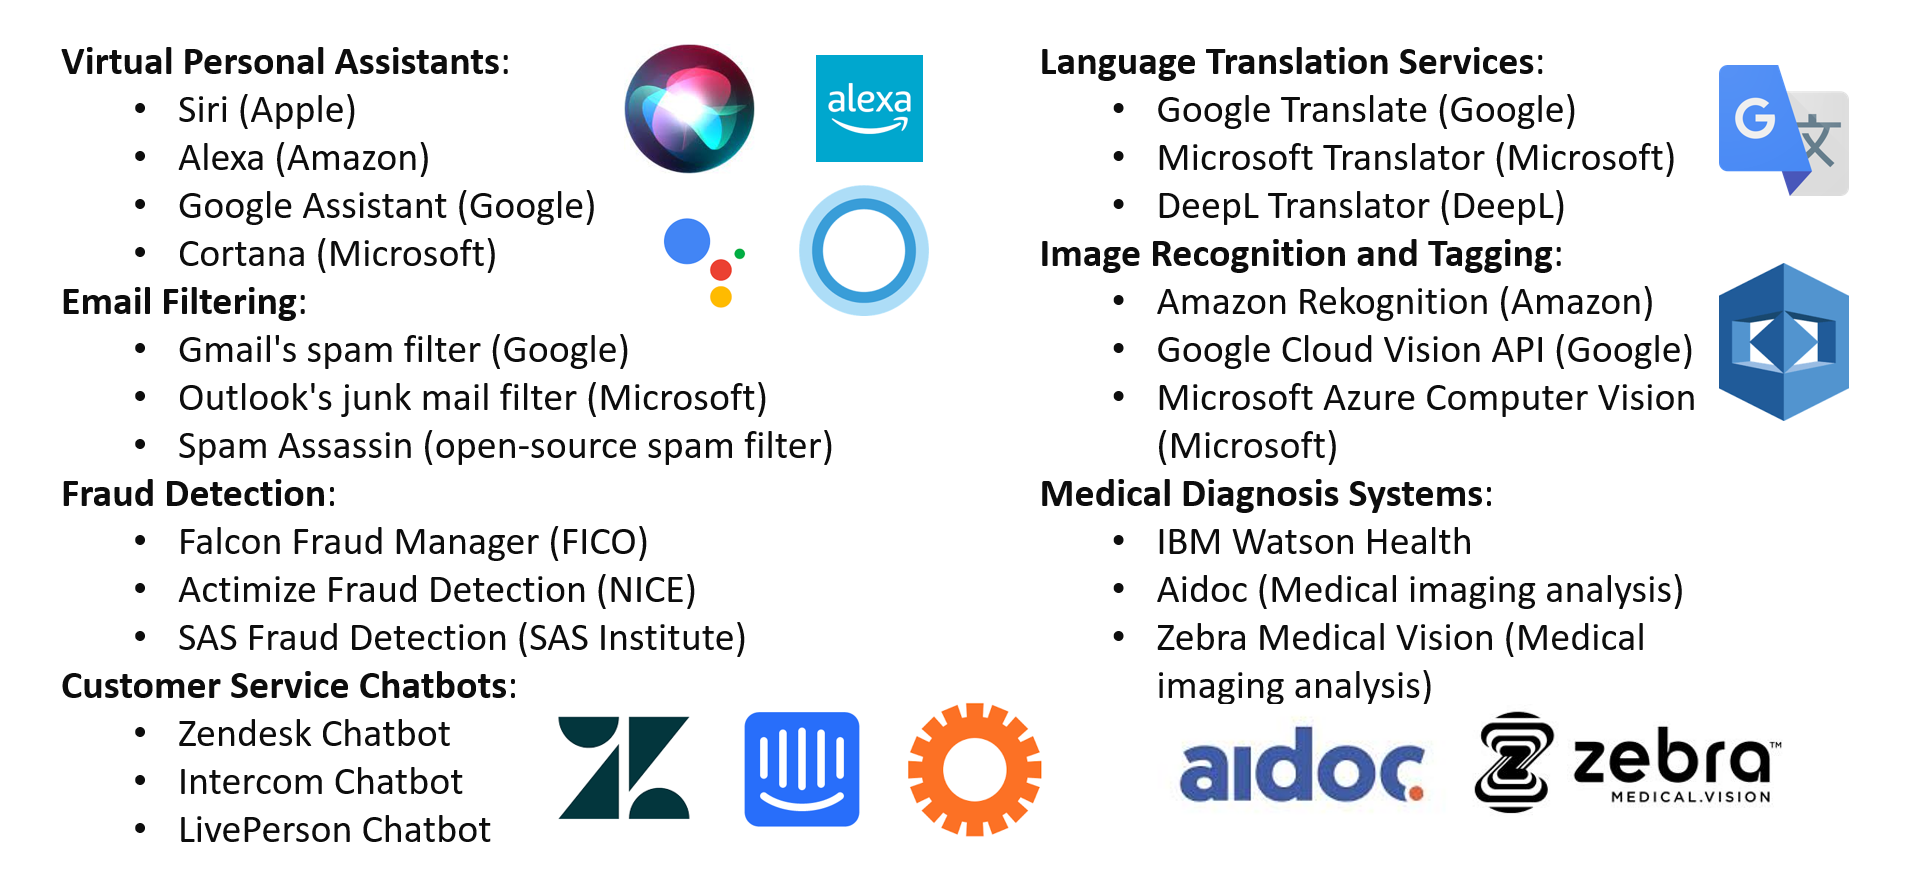 Virtual Personal Assistants:
• Siri (Apple)
• Alexa (Amazon)
• Google Assistant (Google)
• Cortana (Microsoft)
Email Filtering:
• Gmail's spam filter (Google)
• Outlook's junk mail filter (Microsoft)
• Spam Assassin (open-source spam filter)
Fraud Detection:
• Falcon Fraud Manager (FICO)
• Actimize Fraud Detection (NICE)
• SAS Fraud Detection (SAS Institute)
Customer Service Chatbots:
• Zendesk Chatbot
• Intercom Chatbot
• LivePerson Chatbot
alexa
Language Translation Services:
• Google Translate (Google)
• Microsoft Translator (Microsoft)
• DeepL Translator (DeepL)
Image Recognition and Tagging:
• Amazon Rekognition (Amazon)
• Google Cloud Vision API (Google)
• Microsoft Azure Computer Vision
(Microsoft)
Medical Diagnosis Systems:
• IBM Watson Health
• Aidoc (Medical imaging analysis)
• Zebra Medical Vision (Medical
imaging analysis)
G 文
aidoc.
zebra™
MEDICAL.VISION